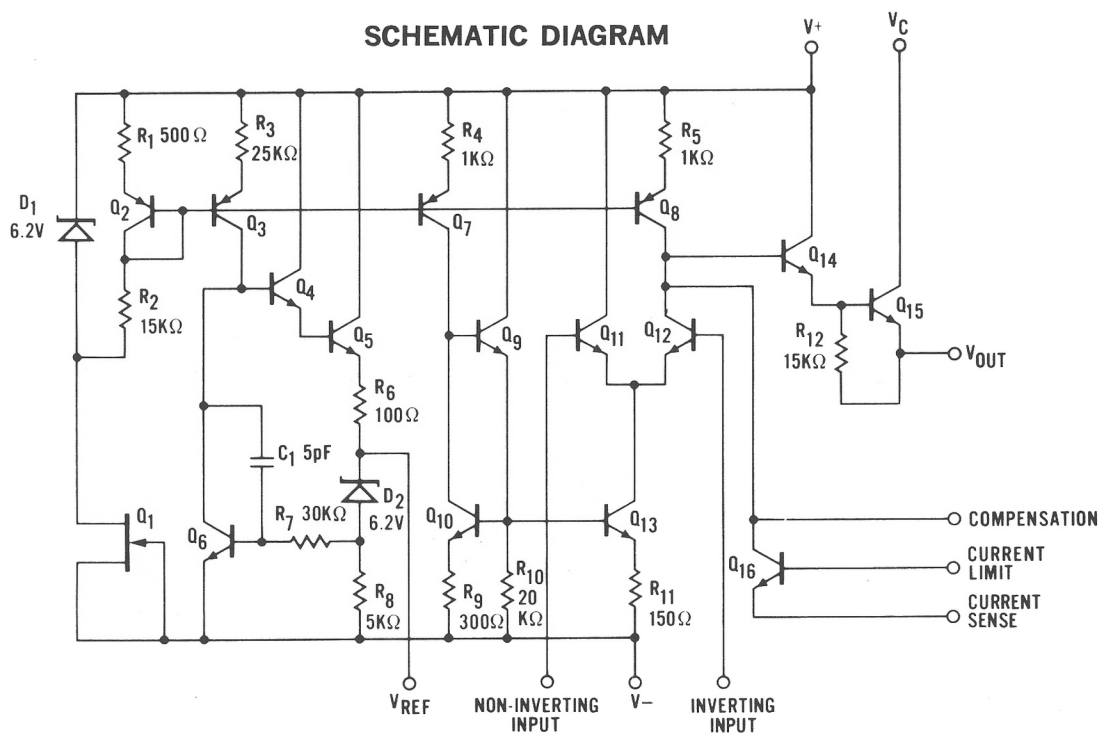 SCHEMATIC DIAGRAM
V+
VC
R1 500Ω
R3
25KΩ
R4
1KΩ
R5
1KΩ
D1
6.2V
Q2
Q3
Q7
Q8
Q14
Q4
R2
15KΩ
Q5
Q9
Q11
Q12
Q15
R12
15KΩ
VOUT
R6
100Ω
C1 5pF
D2
6.2V
R7 30KΩ
Q1
Q6
Q10
Q13
COMPENSATION
R8
5KΩ
R9
300Ω
R10
20
KΩ
R11
150Ω
Q16
CURRENT
LIMIT
CURRENT
SENSE
VREF
NON-INVERTING
INPUT
V–
INVERTING
INPUT